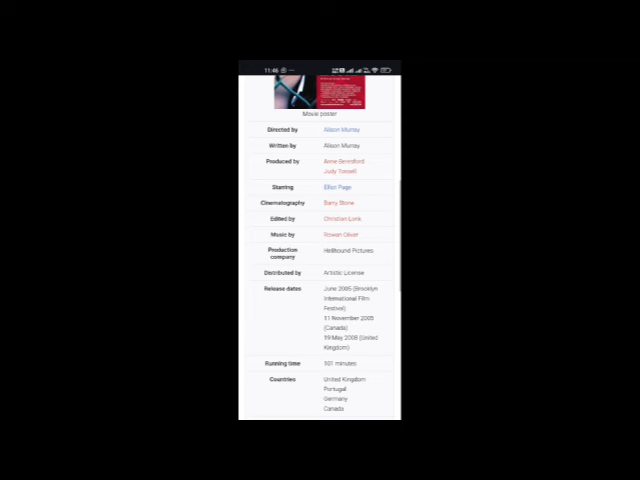 11:46
Movie poster
Directed by Alison Murray
Written by Alison Murray
Produced by Anne Beresford
Judy Tossell
Starring Elliot Page
Cinematography Barry Stone
Edited by Christian Lonk
Music by Rowan Oliver
Production company Hellhound Pictures
Distributed by Artistic License
Release dates June 2005 (Brooklyn
International Film
Festival)
11 November 2005
(Canada)
19 May 2008 (United
Kingdom)
Running time 101 minutes
Countries United Kingdom
Portugal
Germany
Canada